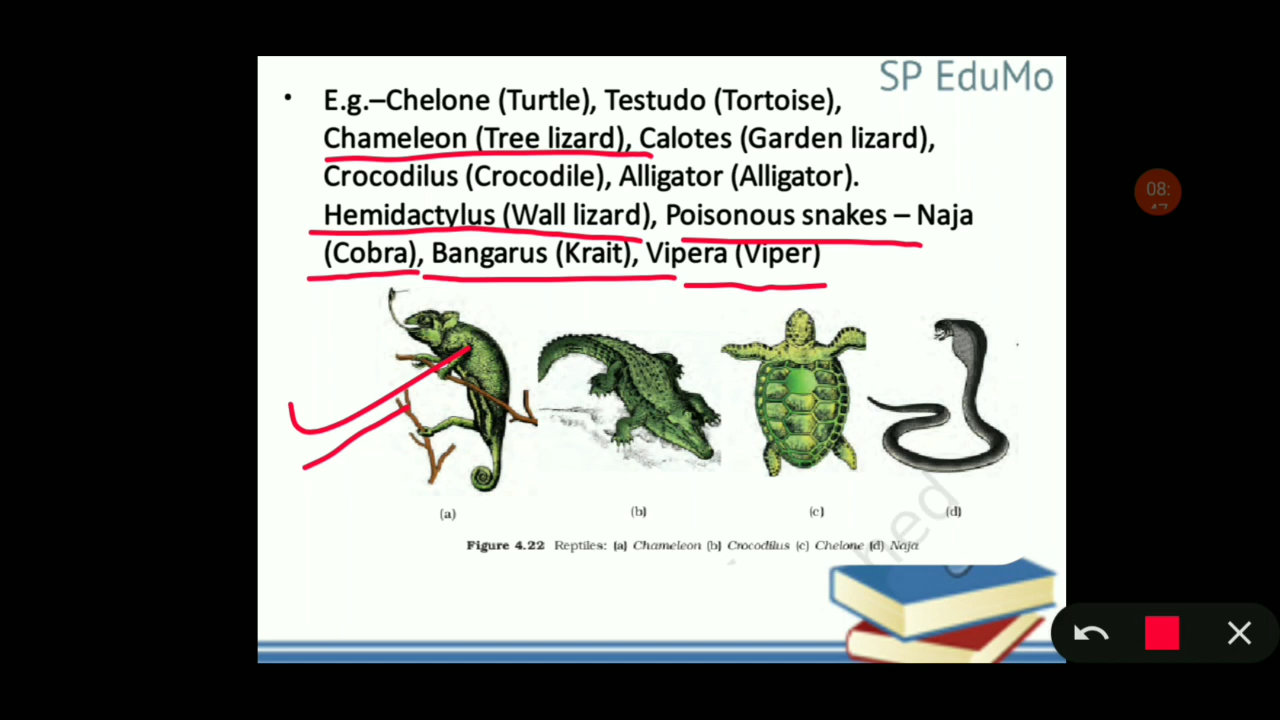 SP EduMo
• E.g.–Chelone (Turtle), Testudo (Tortoise),
Chameleon (Tree lizard), Calotes (Garden lizard),
Crocodilus (Crocodile), Alligator (Alligator).
Hemidactylus (Wall lizard), Poisonous snakes – Naja
(Cobra), Bangarus (Krait), Vipera (Viper)
(a) (b) (c) (d)
Figure 4.22 Reptiles: (a) Chameleon (b) Crocodilus (c) Chelone (d) Naja
08: